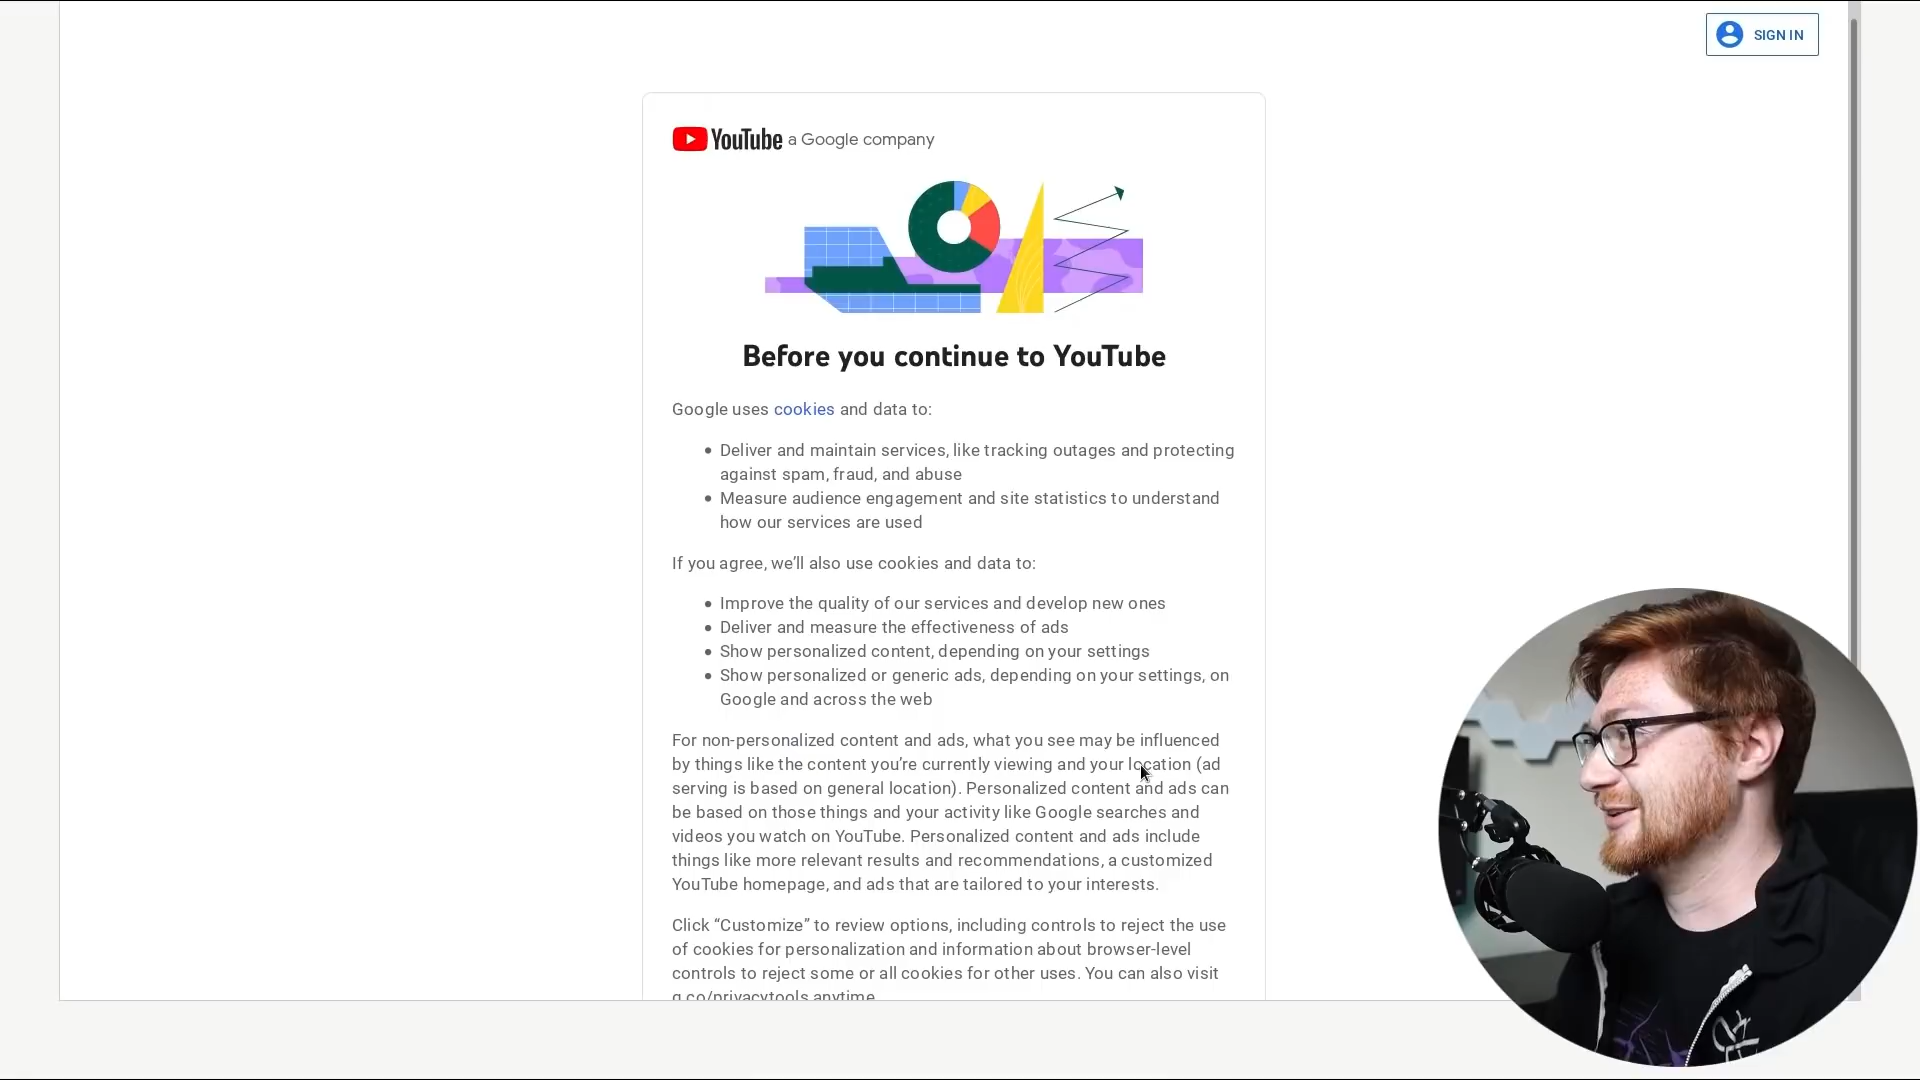 SIGN IN
YouTube a Google company
Before you continue to YouTube
Google uses cookies and data to:
Deliver and maintain services, like tracking outages and protecting
against spam, fraud, and abuse
Measure audience engagement and site statistics to understand
how our services are used
If you agree, we’ll also use cookies and data to:
Improve the quality of our services and develop new ones
Deliver and measure the effectiveness of ads
Show personalized content, depending on your settings
Show personalized or generic ads, depending on your settings, on
Google and across the web
For non-personalized content and ads, what you see may be influenced
by things like the content you’re currently viewing and your location (ad
serving is based on general location). Personalized content and ads can
be based on those things and your activity like Google searches and
videos you watch on YouTube. Personalized content and ads include
things like more relevant results and recommendations, a customized
YouTube homepage, and ads that are tailored to your interests.
Click “Customize” to review options, including controls to reject the use
of cookies for personalization and information about browser-level
controls to reject some or all cookies for other uses. You can also visit
g.co/privacytools anytime.